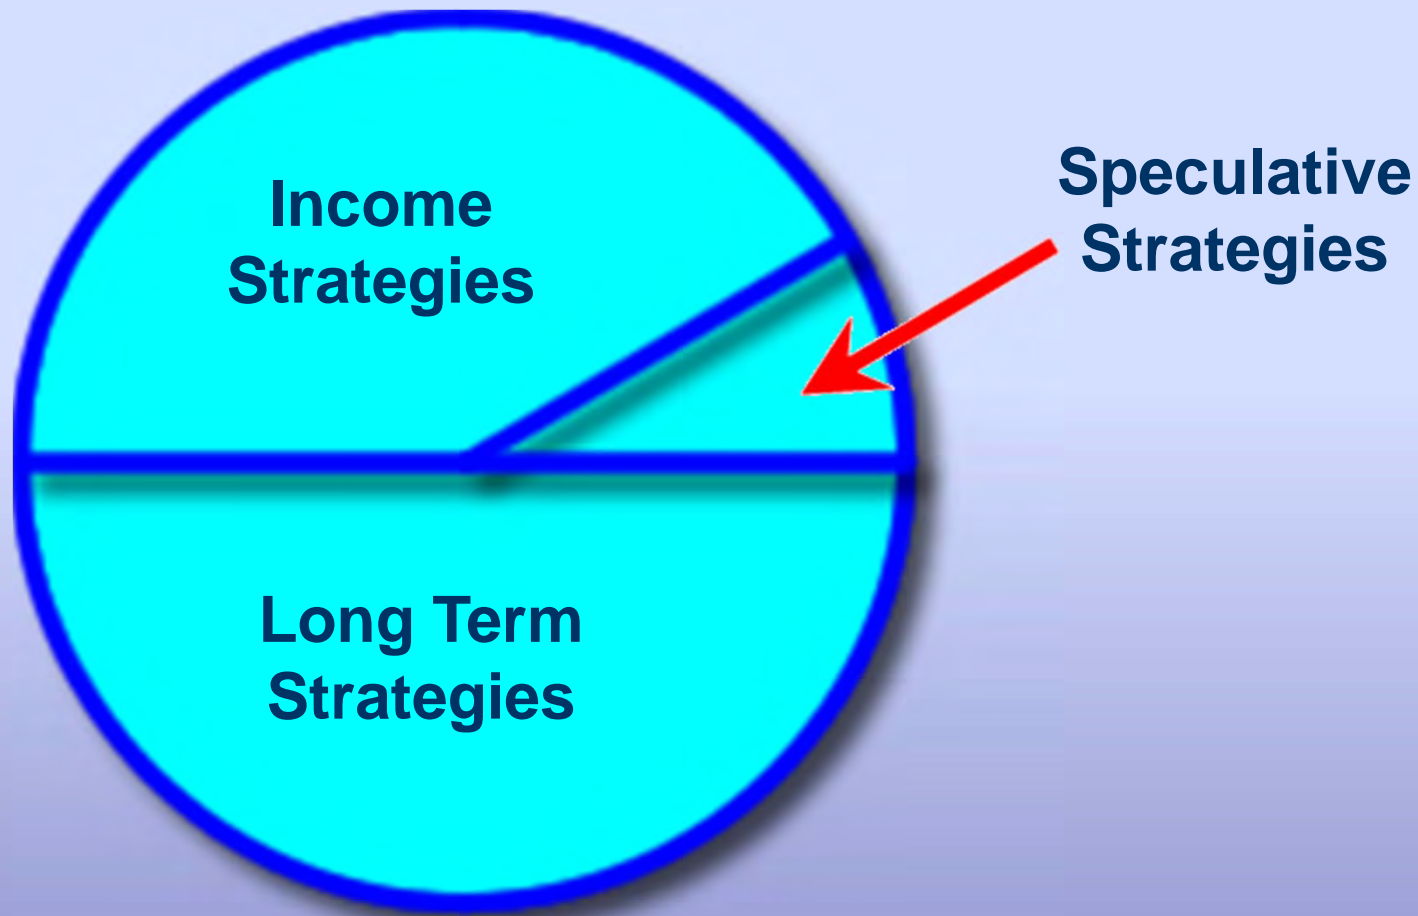 Income
Strategies
Speculative
Strategies
Long Term
Strategies